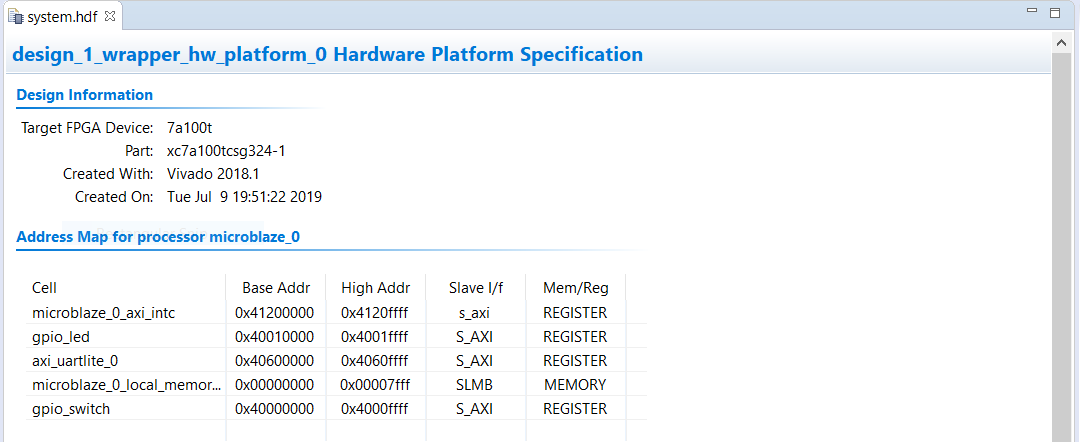 system.hdf
design_1_wrapper_hw_platform_0 Hardware Platform Specification
Design Information
Target FPGA Device: 7a100t
Part: xc7a100tcsg324-1
Created With: Vivado 2018.1
Created On: Tue Jul  9 19:51:22 2019
Address Map for processor microblaze_0
Cell Base Addr High Addr Slave I/f Mem/Reg
microblaze_0_axi_intc 0x41200000 0x4120ffff s_axi REGISTER
gpio_led 0x40010000 0x4001ffff S_AXI REGISTER
axi_uartlite_0 0x40600000 0x4060ffff S_AXI REGISTER
microblaze_0_local_memor... 0x00000000 0x00007fff SLMB MEMORY
gpio_switch 0x40000000 0x4000ffff S_AXI REGISTER